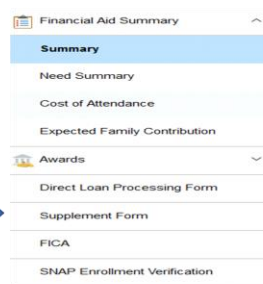 Financial Aid Summary
Summary
Need Summary
Cost of Attendance
Expected Family Contribution
Awards
Direct Loan Processing Form
Supplement Form
FICA
SNAP Enrollment Verification